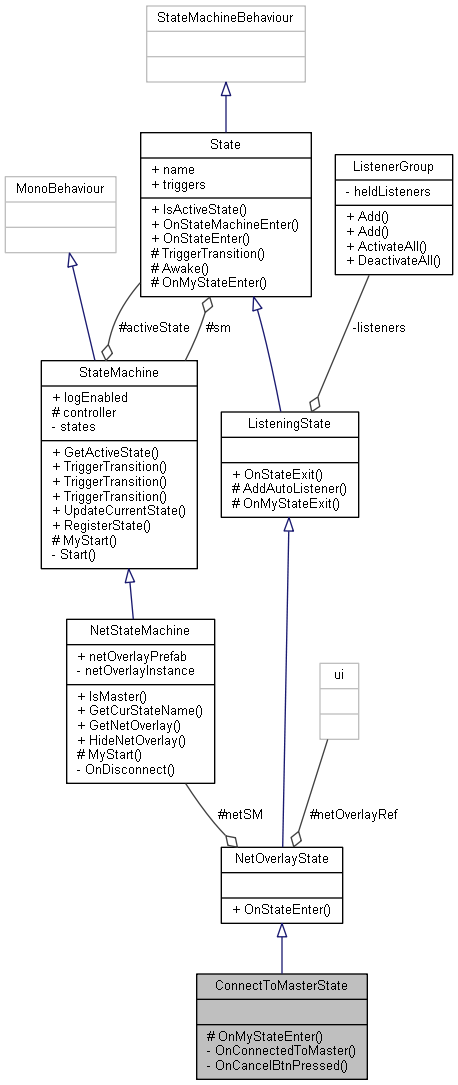 StateMachineBehaviour
State
+ name
+ triggers
+ IsActiveState()
+ OnStateMachineEnter()
+ OnStateEnter()
# TriggerTransition()
# Awake()
# OnMyStateEnter()
ListenerGroup
- heldListeners
+ Add()
+ Add()
+ ActivateAll()
+ DeactivateAll()
MonoBehaviour
#activeState
#sm
-listeners
StateMachine
+ logEnabled
# controller
- states
+ GetActiveState()
+ TriggerTransition()
+ TriggerTransition()
+ TriggerTransition()
+ UpdateCurrentState()
+ RegisterState()
# MyStart()
- Start()
ListeningState
+ OnStateExit()
# AddAutoListener()
# OnMyStateExit()
NetStateMachine
+ netOverlayPrefab
- netOverlayInstance
+ IsMaster()
+ GetCurStateName()
+ GetNetOverlay()
+ HideNetOverlay()
# MyStart()
- OnDisconnect()
ui
#netSM
#netOverlayRef
NetOverlayState
+ OnStateEnter()
ConnectToMasterState
# OnMyStateEnter()
- OnConnectedToMaster()
- OnCancelBtnPressed()